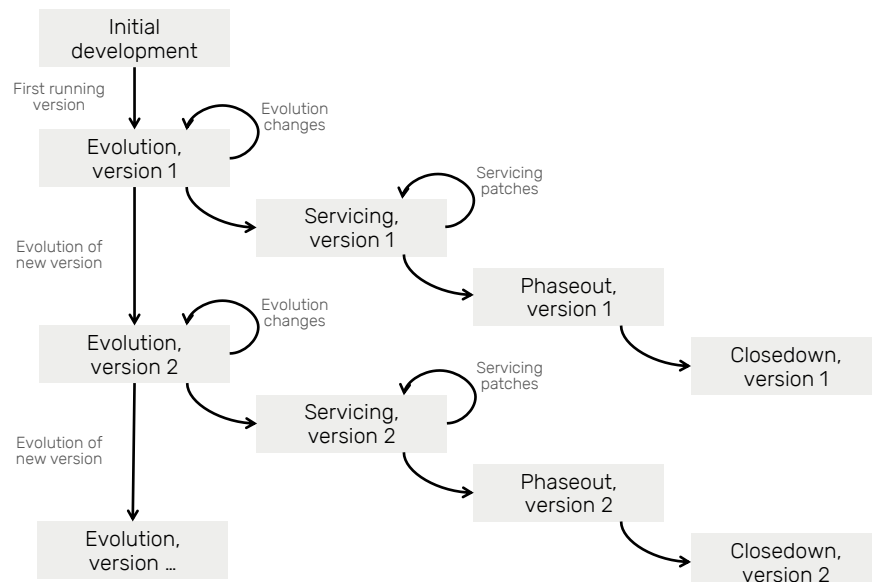 Initial
development
First running
version
Evolution
changes
Evolution,
version 1
Servicing
patches
Servicing,
version 1
Evolution of
new version
Phaseout,
version 1
Evolution
changes
Evolution,
version 2
Closedown,
version 1
Servicing
patches
Servicing,
version 2
Evolution of
new version
Phaseout,
version 2
Evolution,
version …
Closedown,
version 2